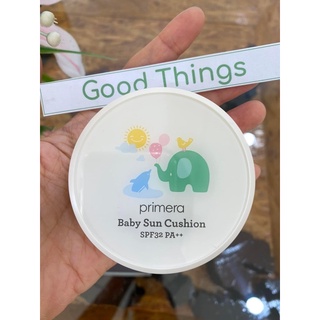 Good Things
primera
Baby Sun Cushion
SPF32 PA++